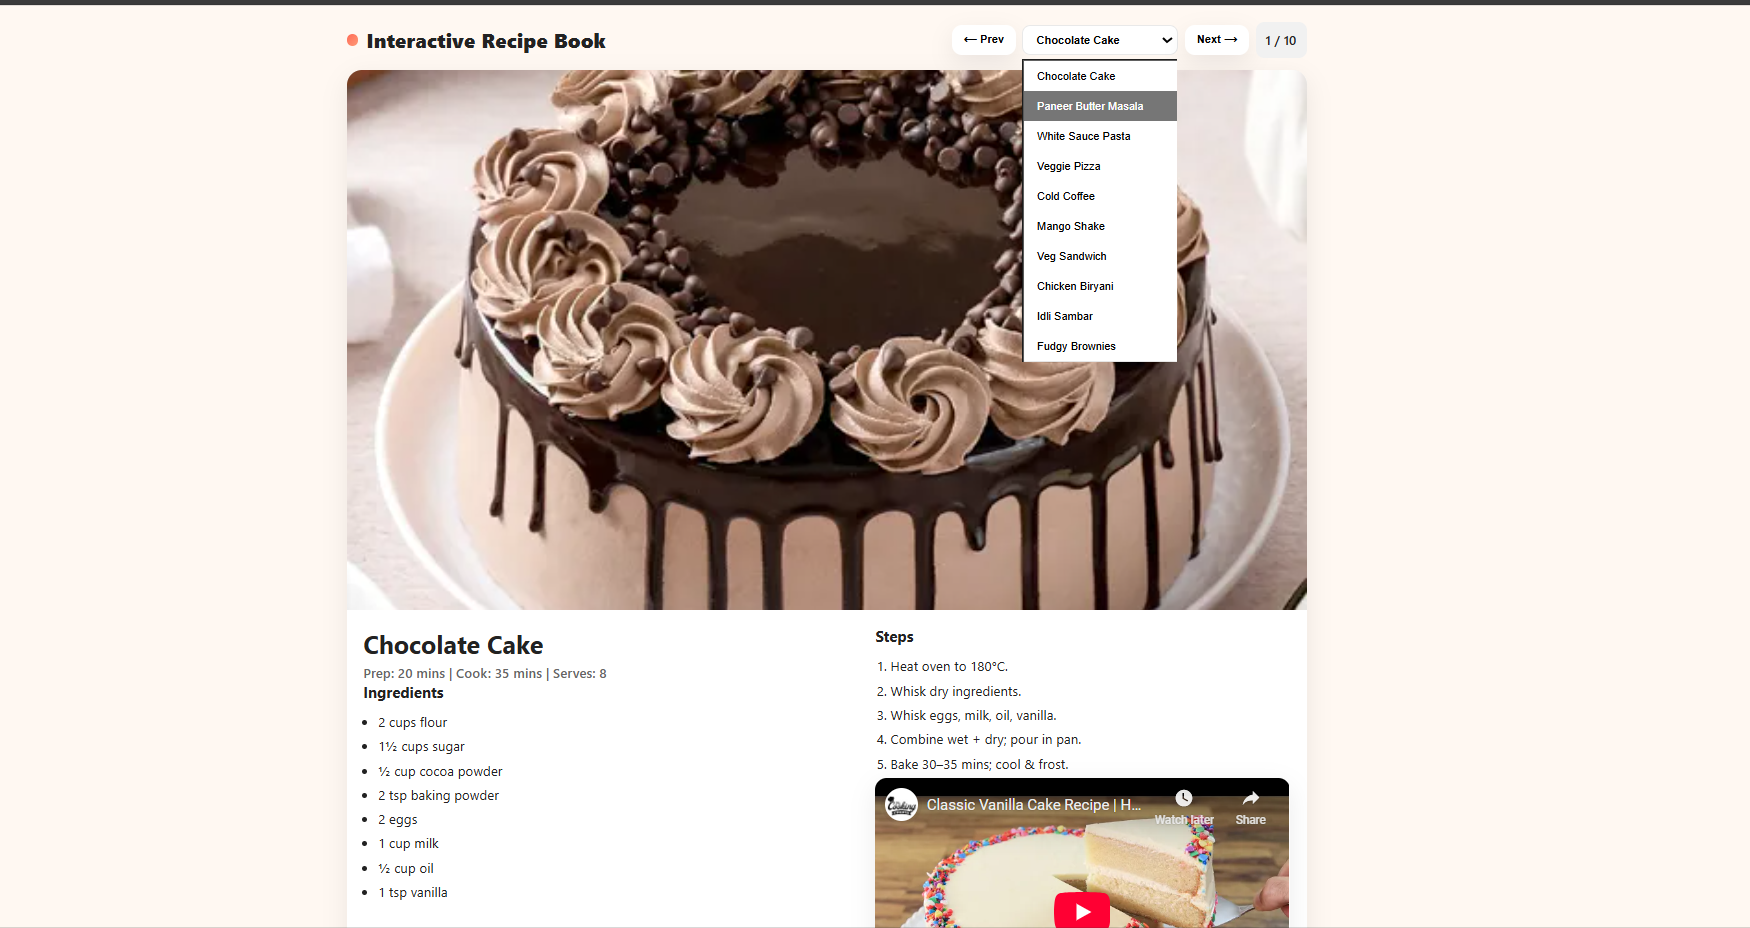 Interactive Recipe Book
← Prev
Chocolate Cake
Next →
1 / 10
Chocolate Cake
Paneer Butter Masala
White Sauce Pasta
Veggie Pizza
Cold Coffee
Mango Shake
Veg Sandwich
Chicken Biryani
Idli Sambar
Fudgy Brownies
Chocolate Cake
Prep: 20 mins | Cook: 35 mins | Serves: 8
Ingredients
• 2 cups flour
• 1½ cups sugar
• ½ cup cocoa powder
• 2 tsp baking powder
• 2 eggs
• 1 cup milk
• ½ cup oil
• 1 tsp vanilla
Steps
1. Heat oven to 180°C.
2. Whisk dry ingredients.
3. Whisk eggs, milk, oil, vanilla.
4. Combine wet + dry; pour in pan.
5. Bake 30–35 mins; cool & frost.
Cooking
Classic Vanilla Cake Recipe | H...
Watch later
Share